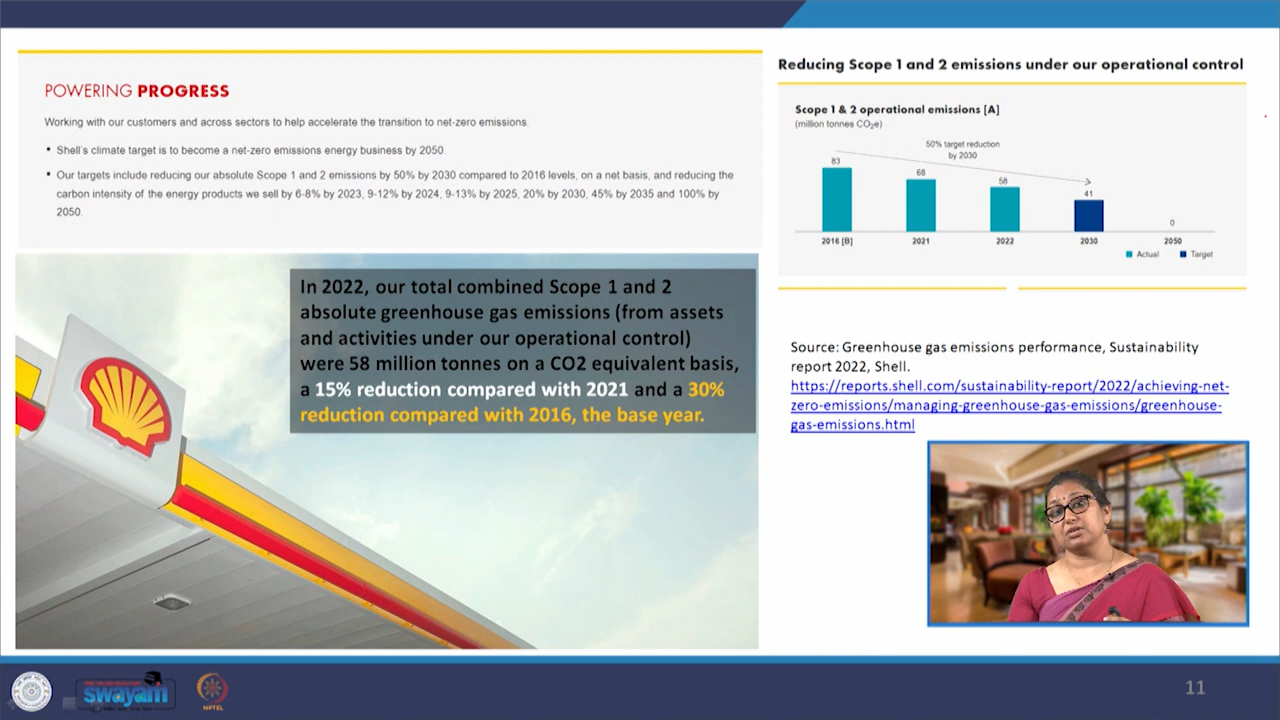 POWERING PROGRESS
Working with our customers and across sectors to help accelerate the transition to net-zero emissions.
• Shell's climate target is to become a net-zero emissions energy business by 2050.
• Our targets include reducing our absolute Scope 1 and 2 emissions by 50% by 2030 compared to 2016 levels, on a net basis, and reducing the
carbon intensity of the energy products we sell by 6-8% by 2023, 9-12% by 2024, 9-13% by 2025, 20% by 2030, 45% by 2035 and 100% by
2050.
In 2022, our total combined Scope 1 and 2
absolute greenhouse gas emissions (from assets
and activities under our operational control)
were 58 million tonnes on a CO2 equivalent basis,
a 15% reduction compared with 2021 and a 30%
reduction compared with 2016, the base year.
Reducing Scope 1 and 2 emissions under our operational control
Scope 1 & 2 operational emissions [A]
(million tonnes CO₂e)
50% target reduction
by 2030
83
68
58
41
0
2016 [B]
2021
2022
2030
2050
Actual
Target
Source: Greenhouse gas emissions performance, Sustainability
report 2022, Shell.
https://reports.shell.com/sustainability-report/2022/achieving-net-
zero-emissions/managing-greenhouse-gas-emissions/greenhouse-
gas-emissions.html
swayam
NPTEL
11